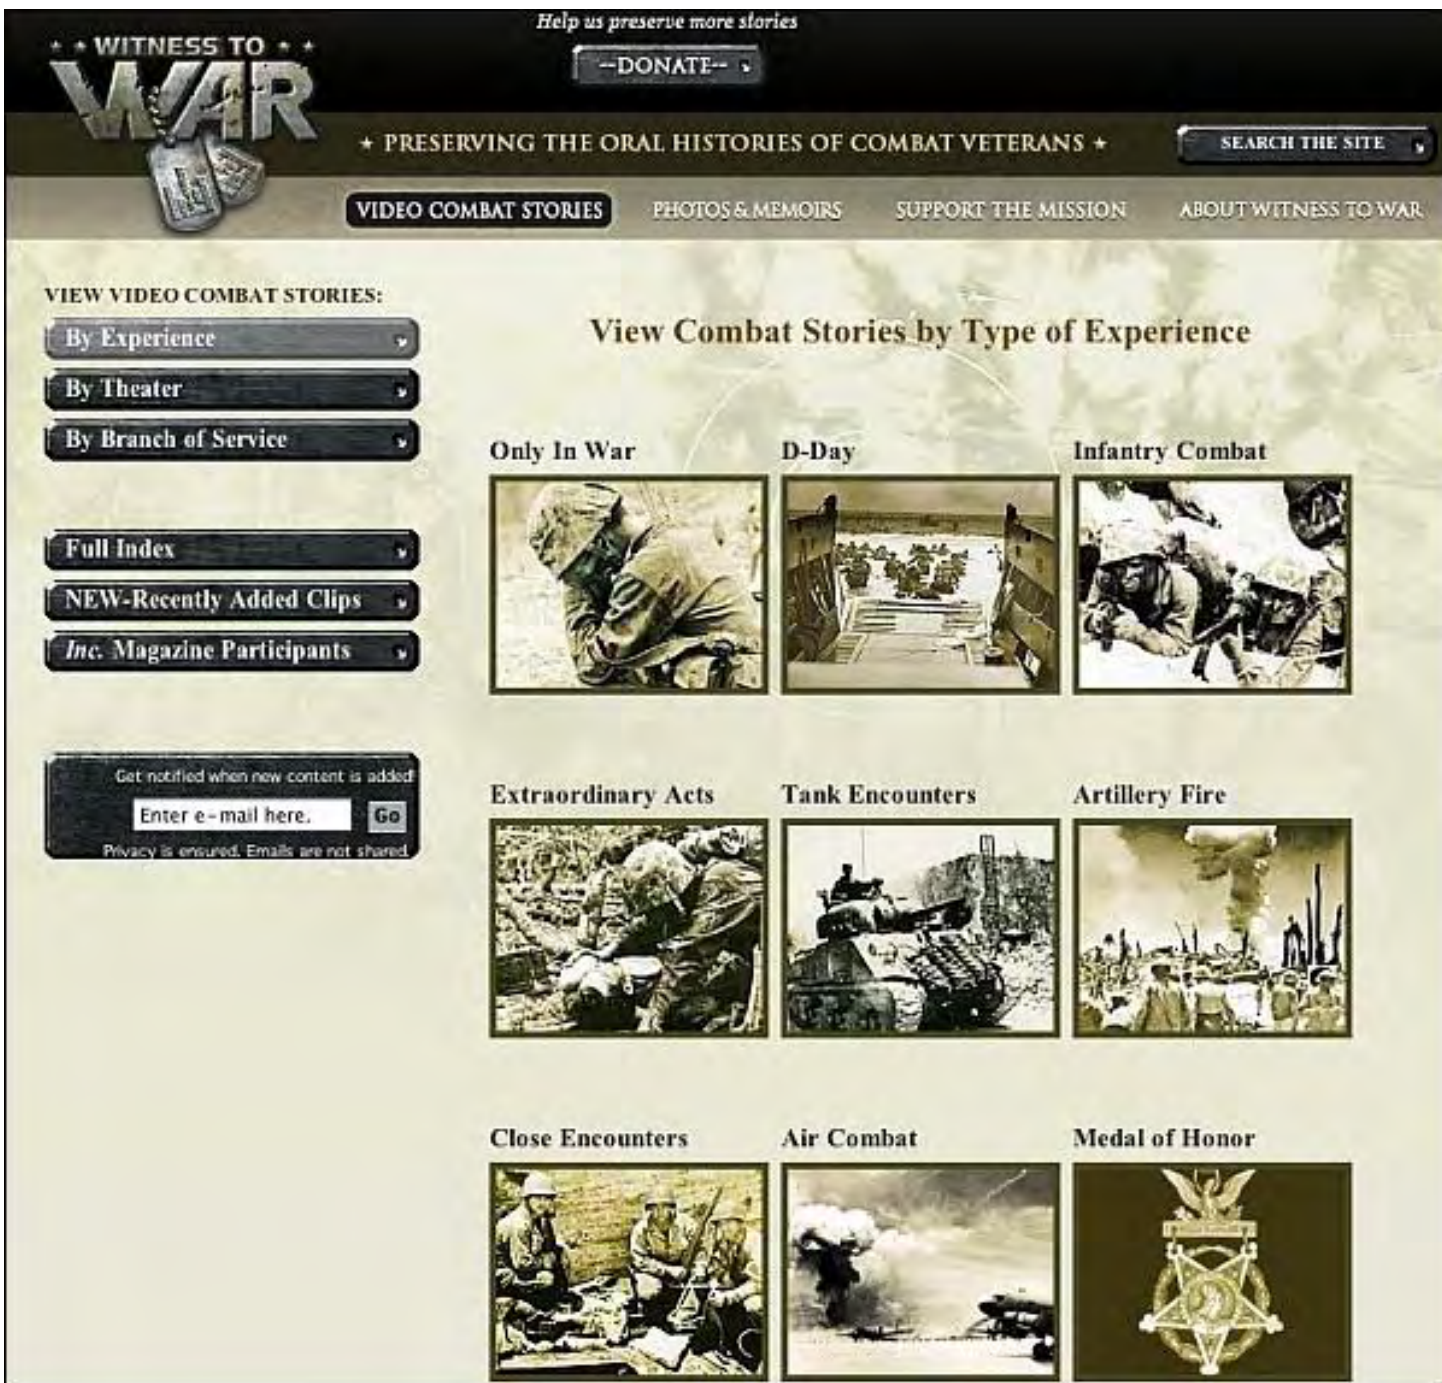 Help us preserve more stories
--DONATE--
★ ★ WITNESS TO ★ ★
WAR
★ PRESERVING THE ORAL HISTORIES OF COMBAT VETERANS ★
SEARCH THE SITE
VIDEO COMBAT STORIES
PHOTOS & MEMOIRS
SUPPORT THE MISSION
ABOUT WITNESS TO WAR
VIEW VIDEO COMBAT STORIES:
By Experience
By Theater
By Branch of Service
Full Index
NEW-Recently Added Clips
Inc. Magazine Participants
Get notified when new content is added!
Enter e-mail here.
Go
Privacy is ensured. Emails are not shared.
View Combat Stories by Type of Experience
Only In War
D-Day
Infantry Combat
Extraordinary Acts
Tank Encounters
Artillery Fire
Close Encounters
Air Combat
Medal of Honor